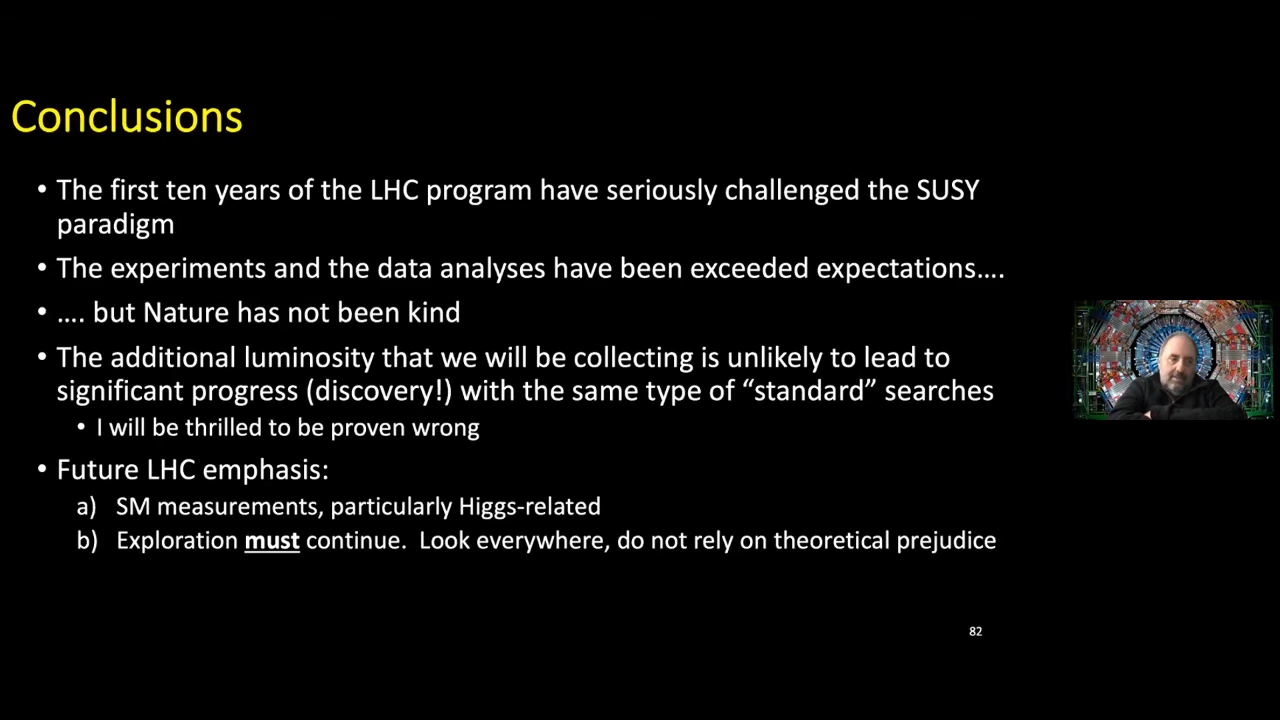 Conclusions
• The first ten years of the LHC program have seriously challenged the SUSY
paradigm
• The experiments and the data analyses have been exceeded expectations….
• …. but Nature has not been kind
• The additional luminosity that we will be collecting is unlikely to lead to
significant progress (discovery!) with the same type of “standard” searches
• I will be thrilled to be proven wrong
• Future LHC emphasis:
a) SM measurements, particularly Higgs-related
b) Exploration must continue. Look everywhere, do not rely on theoretical prejudice
82